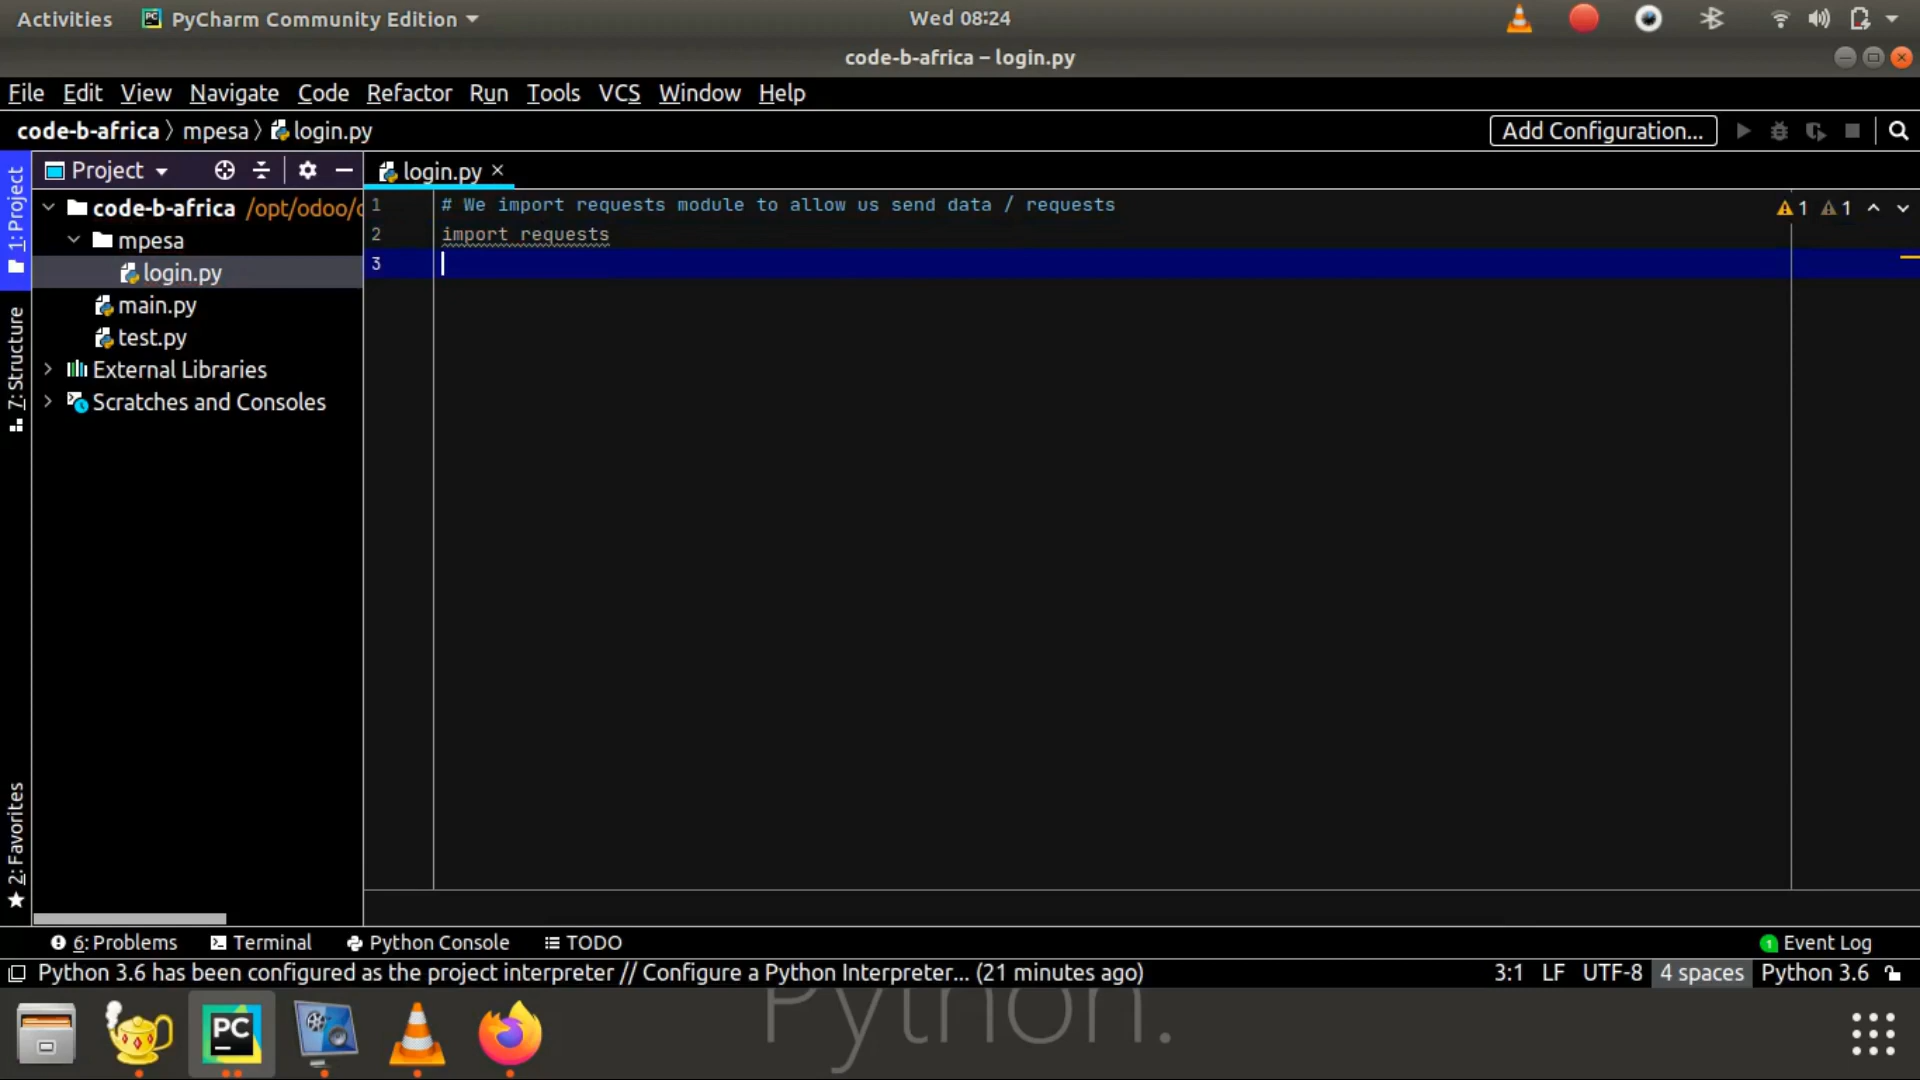 Activities PyCharm Community Edition Wed 08:24
code-b-africa – login.py
File Edit View Navigate Code Refactor Run Tools VCS Window Help
code-b-africa mpesa login.py Add Configuration...
1: Project
Project
login.py
code-b-africa /opt/odoo/
mpesa
login.py
main.py
test.py
External Libraries
Scratches and Consoles
7: Structure
2: Favorites
1 # We import requests module to allow us send data / requests
2 import requests
3
1 1
6: Problems Terminal Python Console TODO 1 Event Log
Python 3.6 has been configured as the project interpreter // Configure a Python Interpreter... (21 minutes ago) 3:1 LF UTF-8 4 spaces Python 3.6
PC
Python.